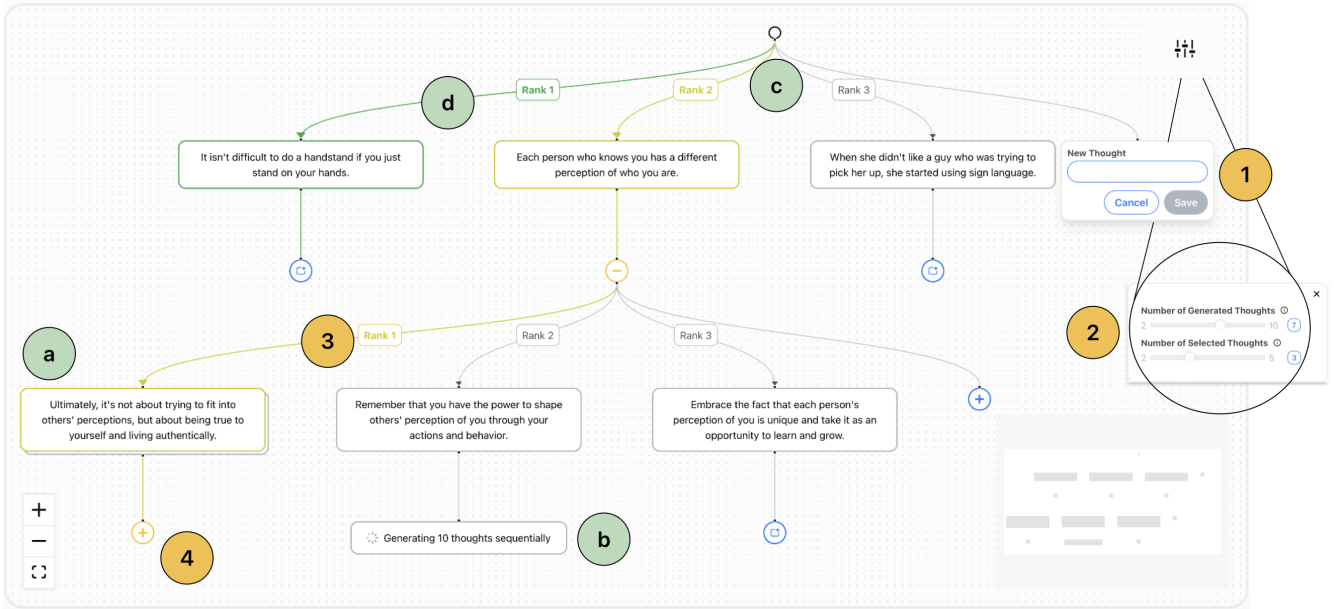 d
Rank 1
Rank 2
c
Rank 3
It isn't difficult to do a handstand if you just
stand on your hands.
Each person who knows you has a different
perception of who you are.
When she didn't like a guy who was trying to
pick her up, she started using sign language.
New Thought
Cancel
Save
1
2
Number of Generated Thoughts
2
10
7
Number of Selected Thoughts
2
5
3
a
3
Rank 1
Rank 2
Rank 3
Ultimately, it's not about trying to fit into
others' perceptions, but about being true to
yourself and living authentically.
Remember that you have the power to shape
others' perception of you through your
actions and behavior.
Embrace the fact that each person's
perception of you is unique and take it as an
opportunity to learn and grow.
4
Generating 10 thoughts sequentially
b